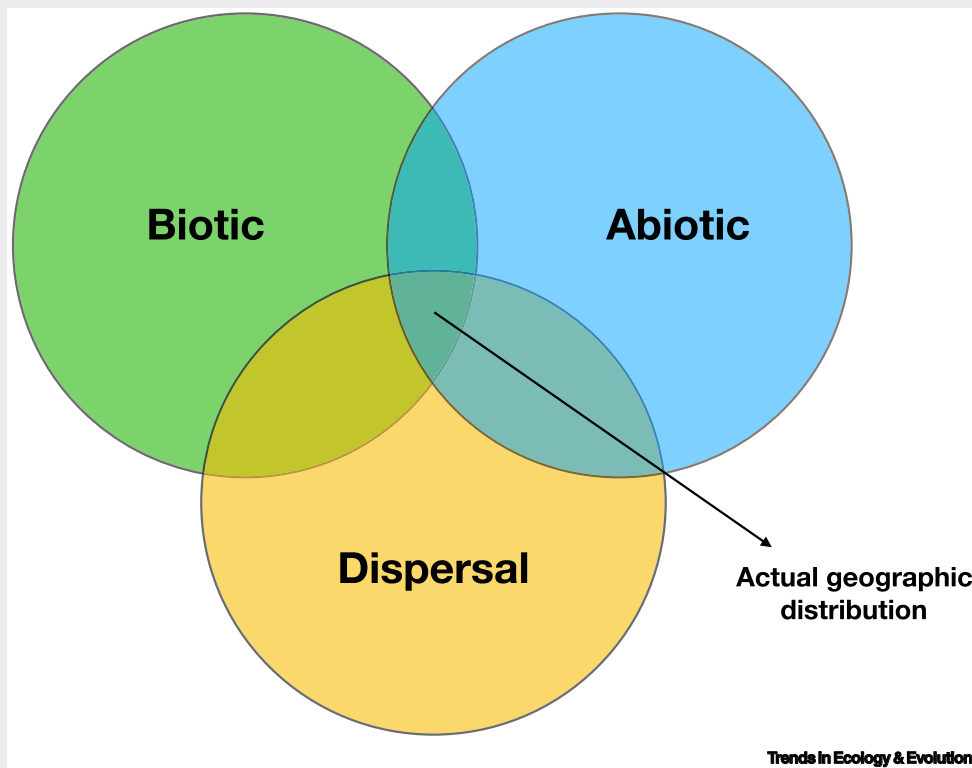 Biotic
Abiotic
Dispersal
Actual geographic
distribution
Trends in Ecology & Evolution